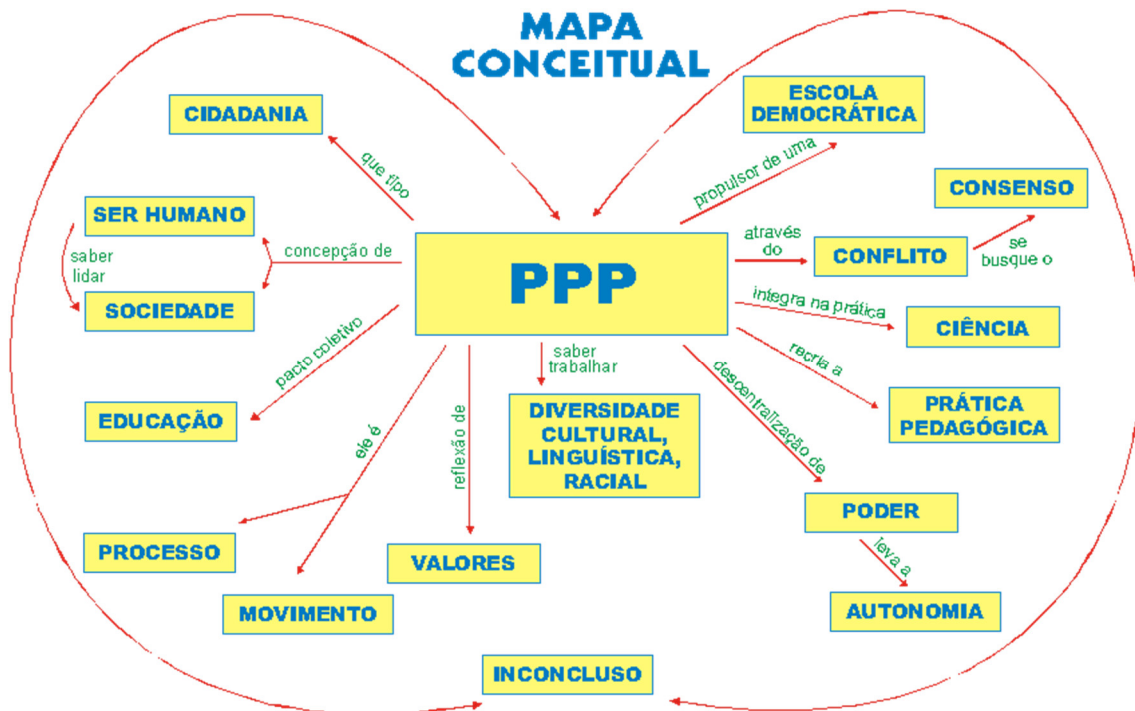 MAPA
CONCEITUAL
CIDADANIA
que tipo
ESCOLA
DEMOCRÁTICA
propulsor de uma
SER HUMANO
saber
lidar
SOCIEDADE
concepção de
PPP
através
do
CONFLITO
se
busque o
CONSENSO
integra na prática
CIÊNCIA
recria a
PRÁTICA
PEDAGÓGICA
pacto coletivo
EDUCAÇÃO
ele é
PROCESSO
MOVIMENTO
reflexão de
VALORES
saber
trabalhar
DIVERSIDADE
CULTURAL,
LINGUÍSTICA,
RACIAL
descentralização de
PODER
leva a
AUTONOMIA
INCONCLUSO